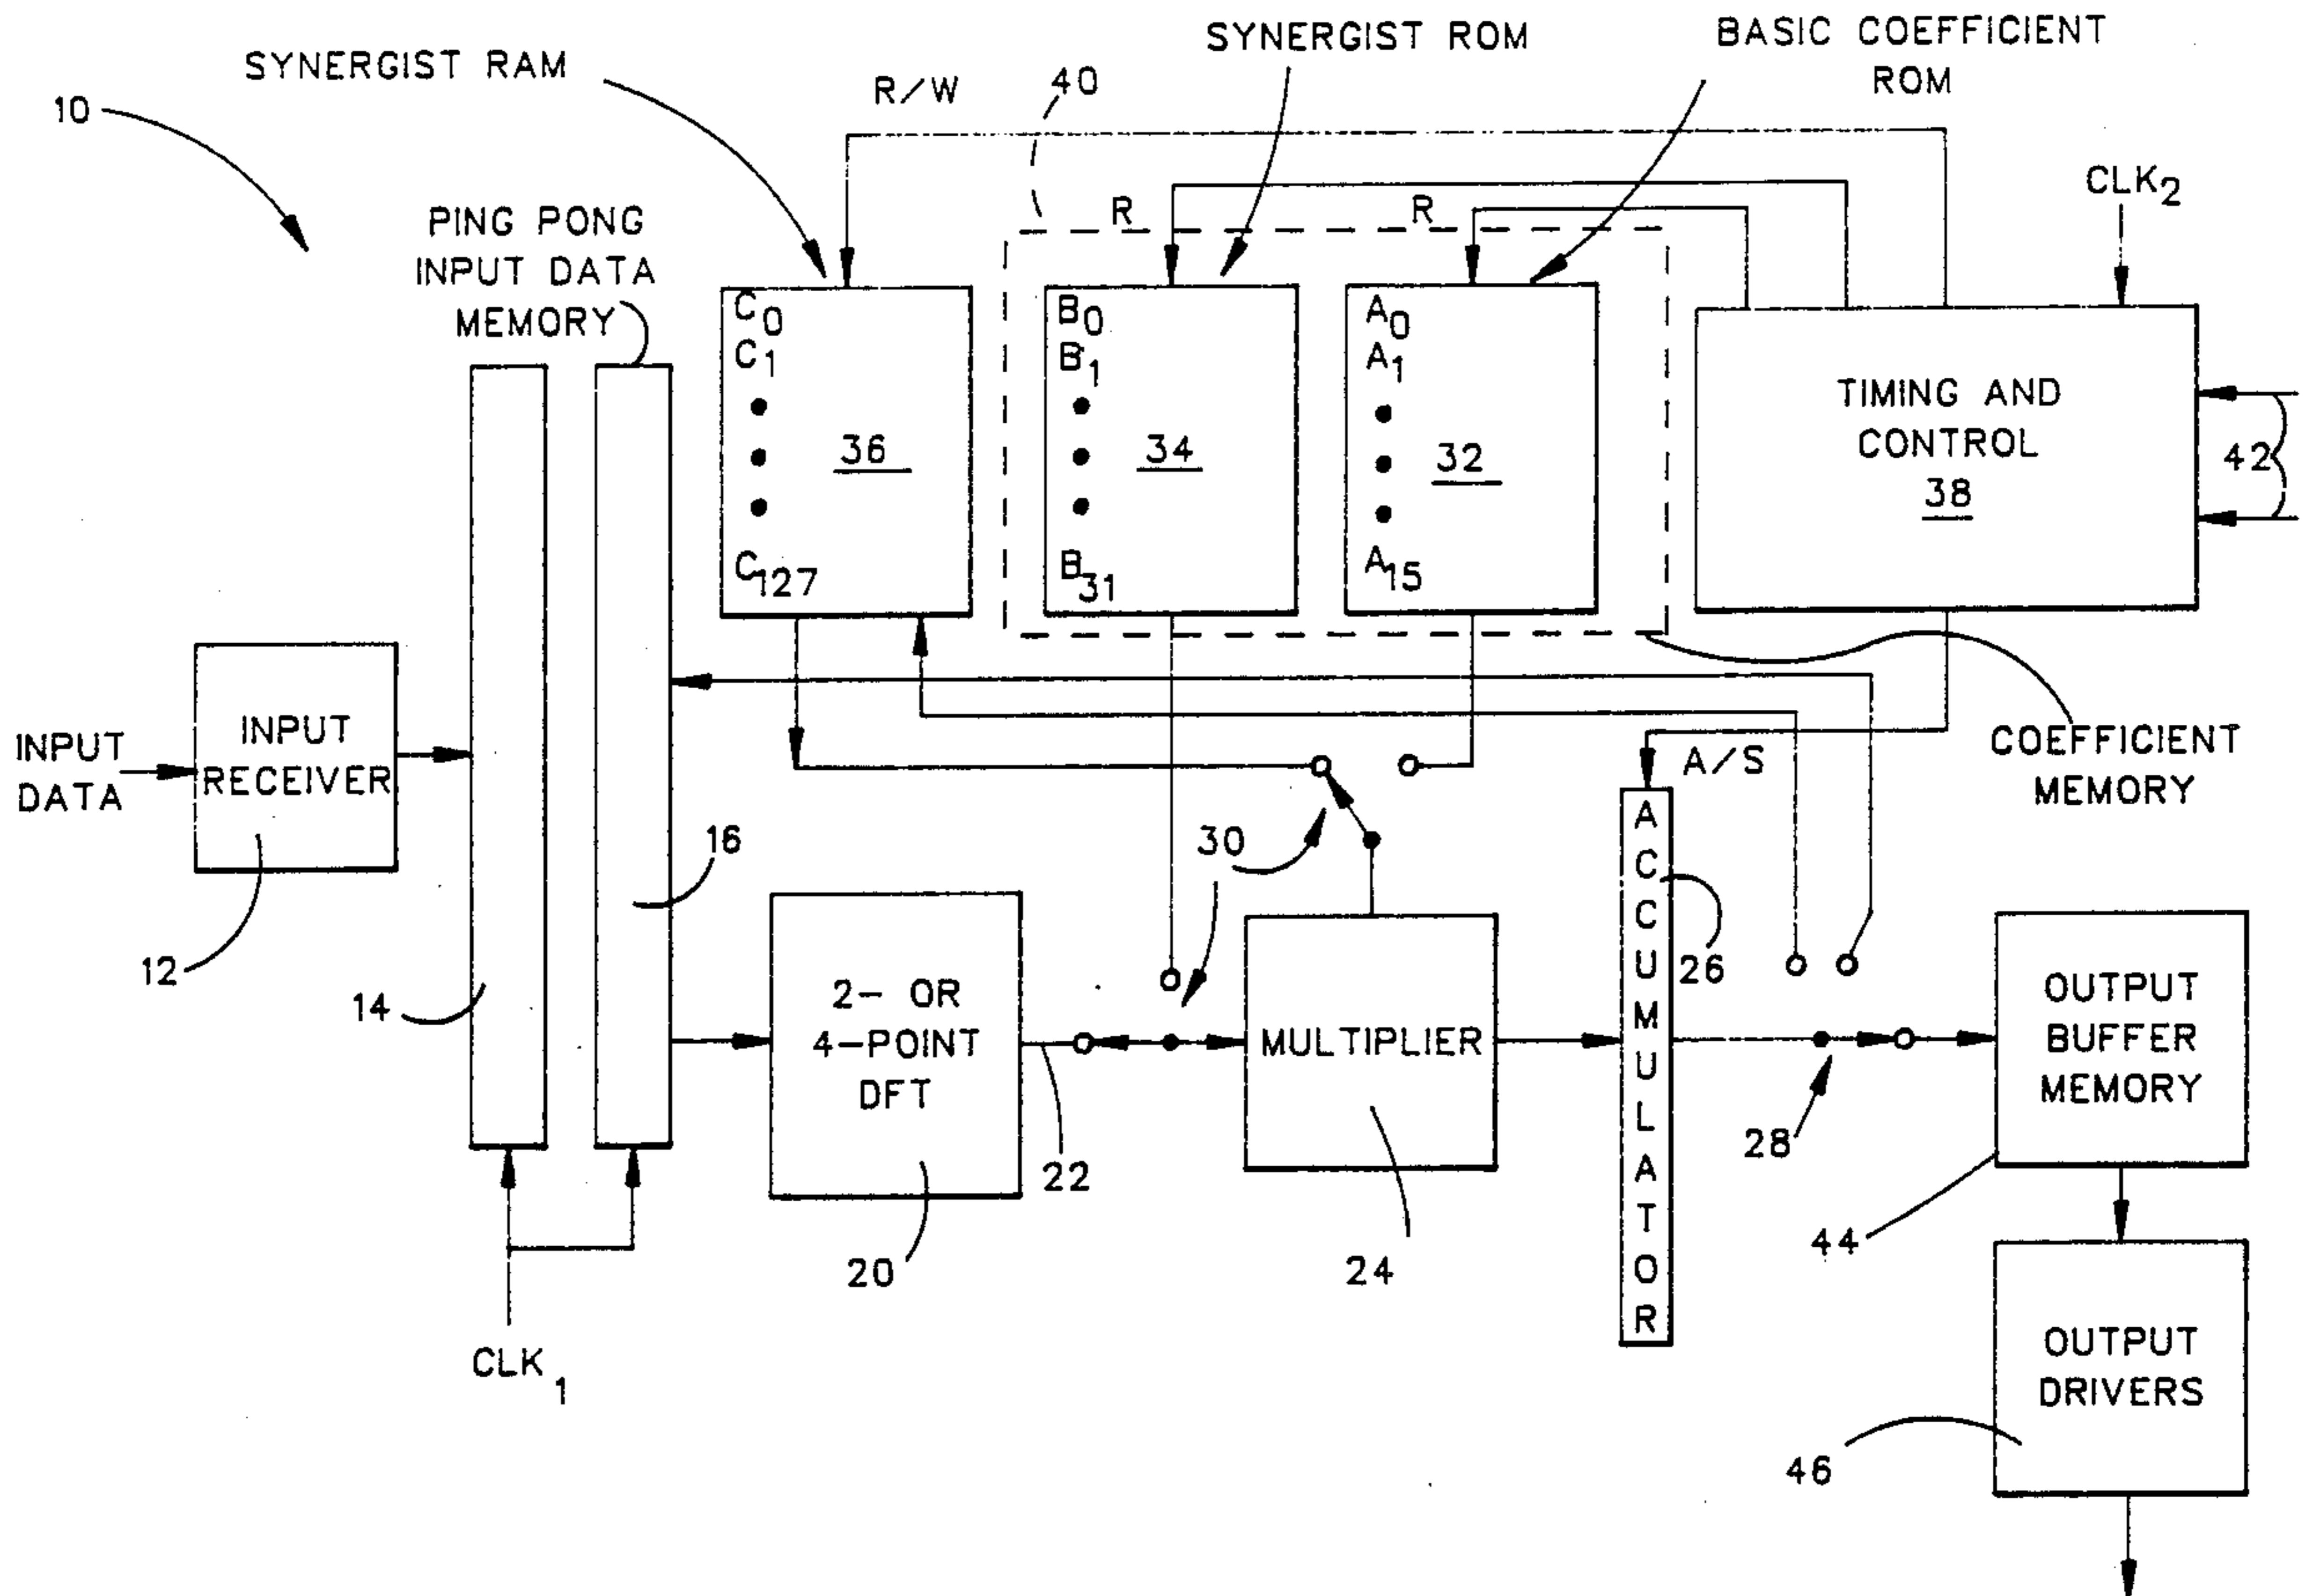 SYNERGIST RAM
SYNERGIST ROM
BASIC COEFFICIENT
ROM
10
R/W
40
PING PONG
INPUT DATA
MEMORY
R
R
CLK2
C0
C1
C127
36
B0
B1
B31
34
A0
A1
A15
32
TIMING AND
CONTROL
38
42
INPUT
DATA
INPUT
RECEIVER
12
14
16
A/S
COEFFICIENT
MEMORY
30
2- OR
4-POINT
DFT
20
22
MULTIPLIER
24
ACCUMULATOR
26
28
OUTPUT
BUFFER
MEMORY
44
OUTPUT
DRIVERS
46
CLK1